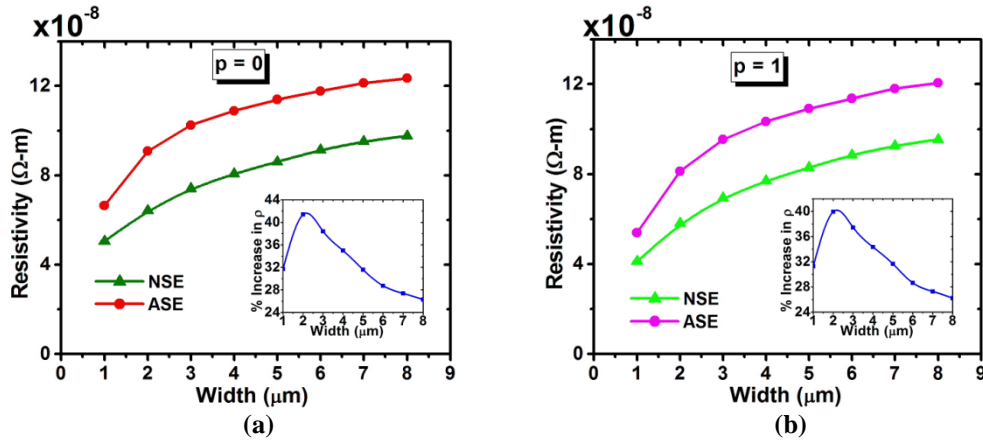 x10⁻⁸
p = 0
Resistivity (Ω-m)
12
8
4
0
NSE
ASE
% Increase in ρ
44
40
36
32
28
24
1 2 3 4 5 6 7 8
Width (μm)
0 1 2 3 4 5 6 7 8 9
Width (μm)
(a)
x10⁻⁸
p = 1
Resistivity (Ω-m)
12
8
4
0
NSE
ASE
% Increase in ρ
40
36
32
28
24
1 2 3 4 5 6 7 8
Width (μm)
0 1 2 3 4 5 6 7 8 9
Width (μm)
(b)